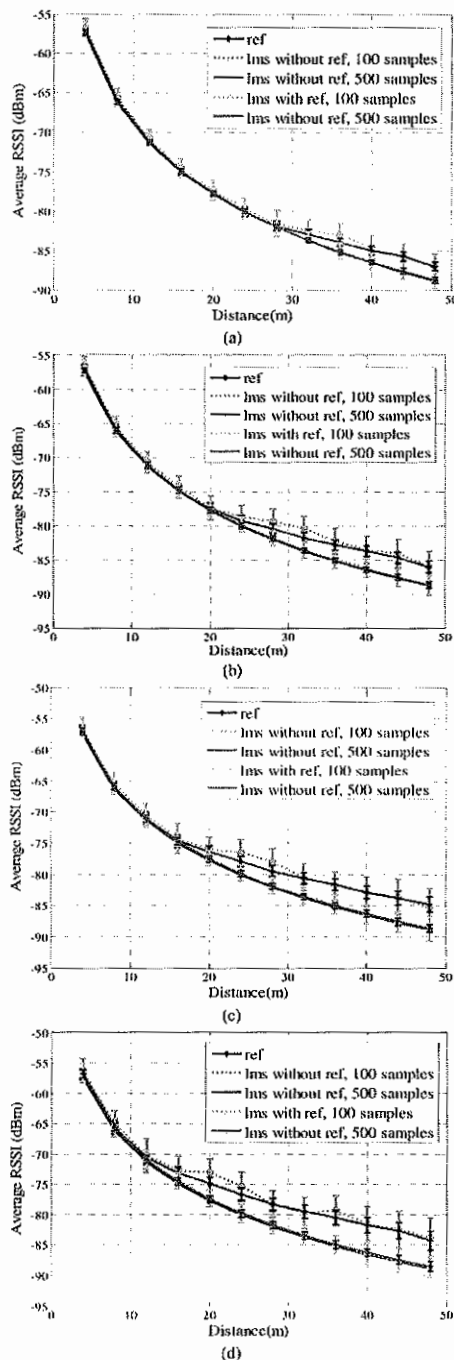 -55
-60
-65
-70
-75
-80
-85
-90
0
10
20
30
40
50
Average RSSI (dBm)
Distance(m)
ref
lms without ref, 100 samples
lms without ref, 500 samples
lms with ref, 100 samples
lms without ref, 500 samples
(a)
-55
-60
-65
-70
-75
-80
-85
-90
-95
0
10
20
30
40
50
Average RSSI (dBm)
Distance(m)
ref
lms without ref, 100 samples
lms without ref, 500 samples
lms with ref, 100 samples
lms without ref, 500 samples
(b)
-50
-55
-60
-65
-70
-75
-80
-85
-90
-95
0
10
20
30
40
50
Average RSSI (dBm)
Distance(m)
ref
lms without ref, 100 samples
lms without ref, 500 samples
lms with ref, 100 samples
lms without ref, 500 samples
(c)
-50
-55
-60
-65
-70
-75
-80
-85
-90
-95
0
10
20
30
40
50
Average RSSI (dBm)
Distance(m)
ref
lms without ref, 100 samples
lms without ref, 500 samples
lms with ref, 100 samples
lms without ref, 500 samples
(d)